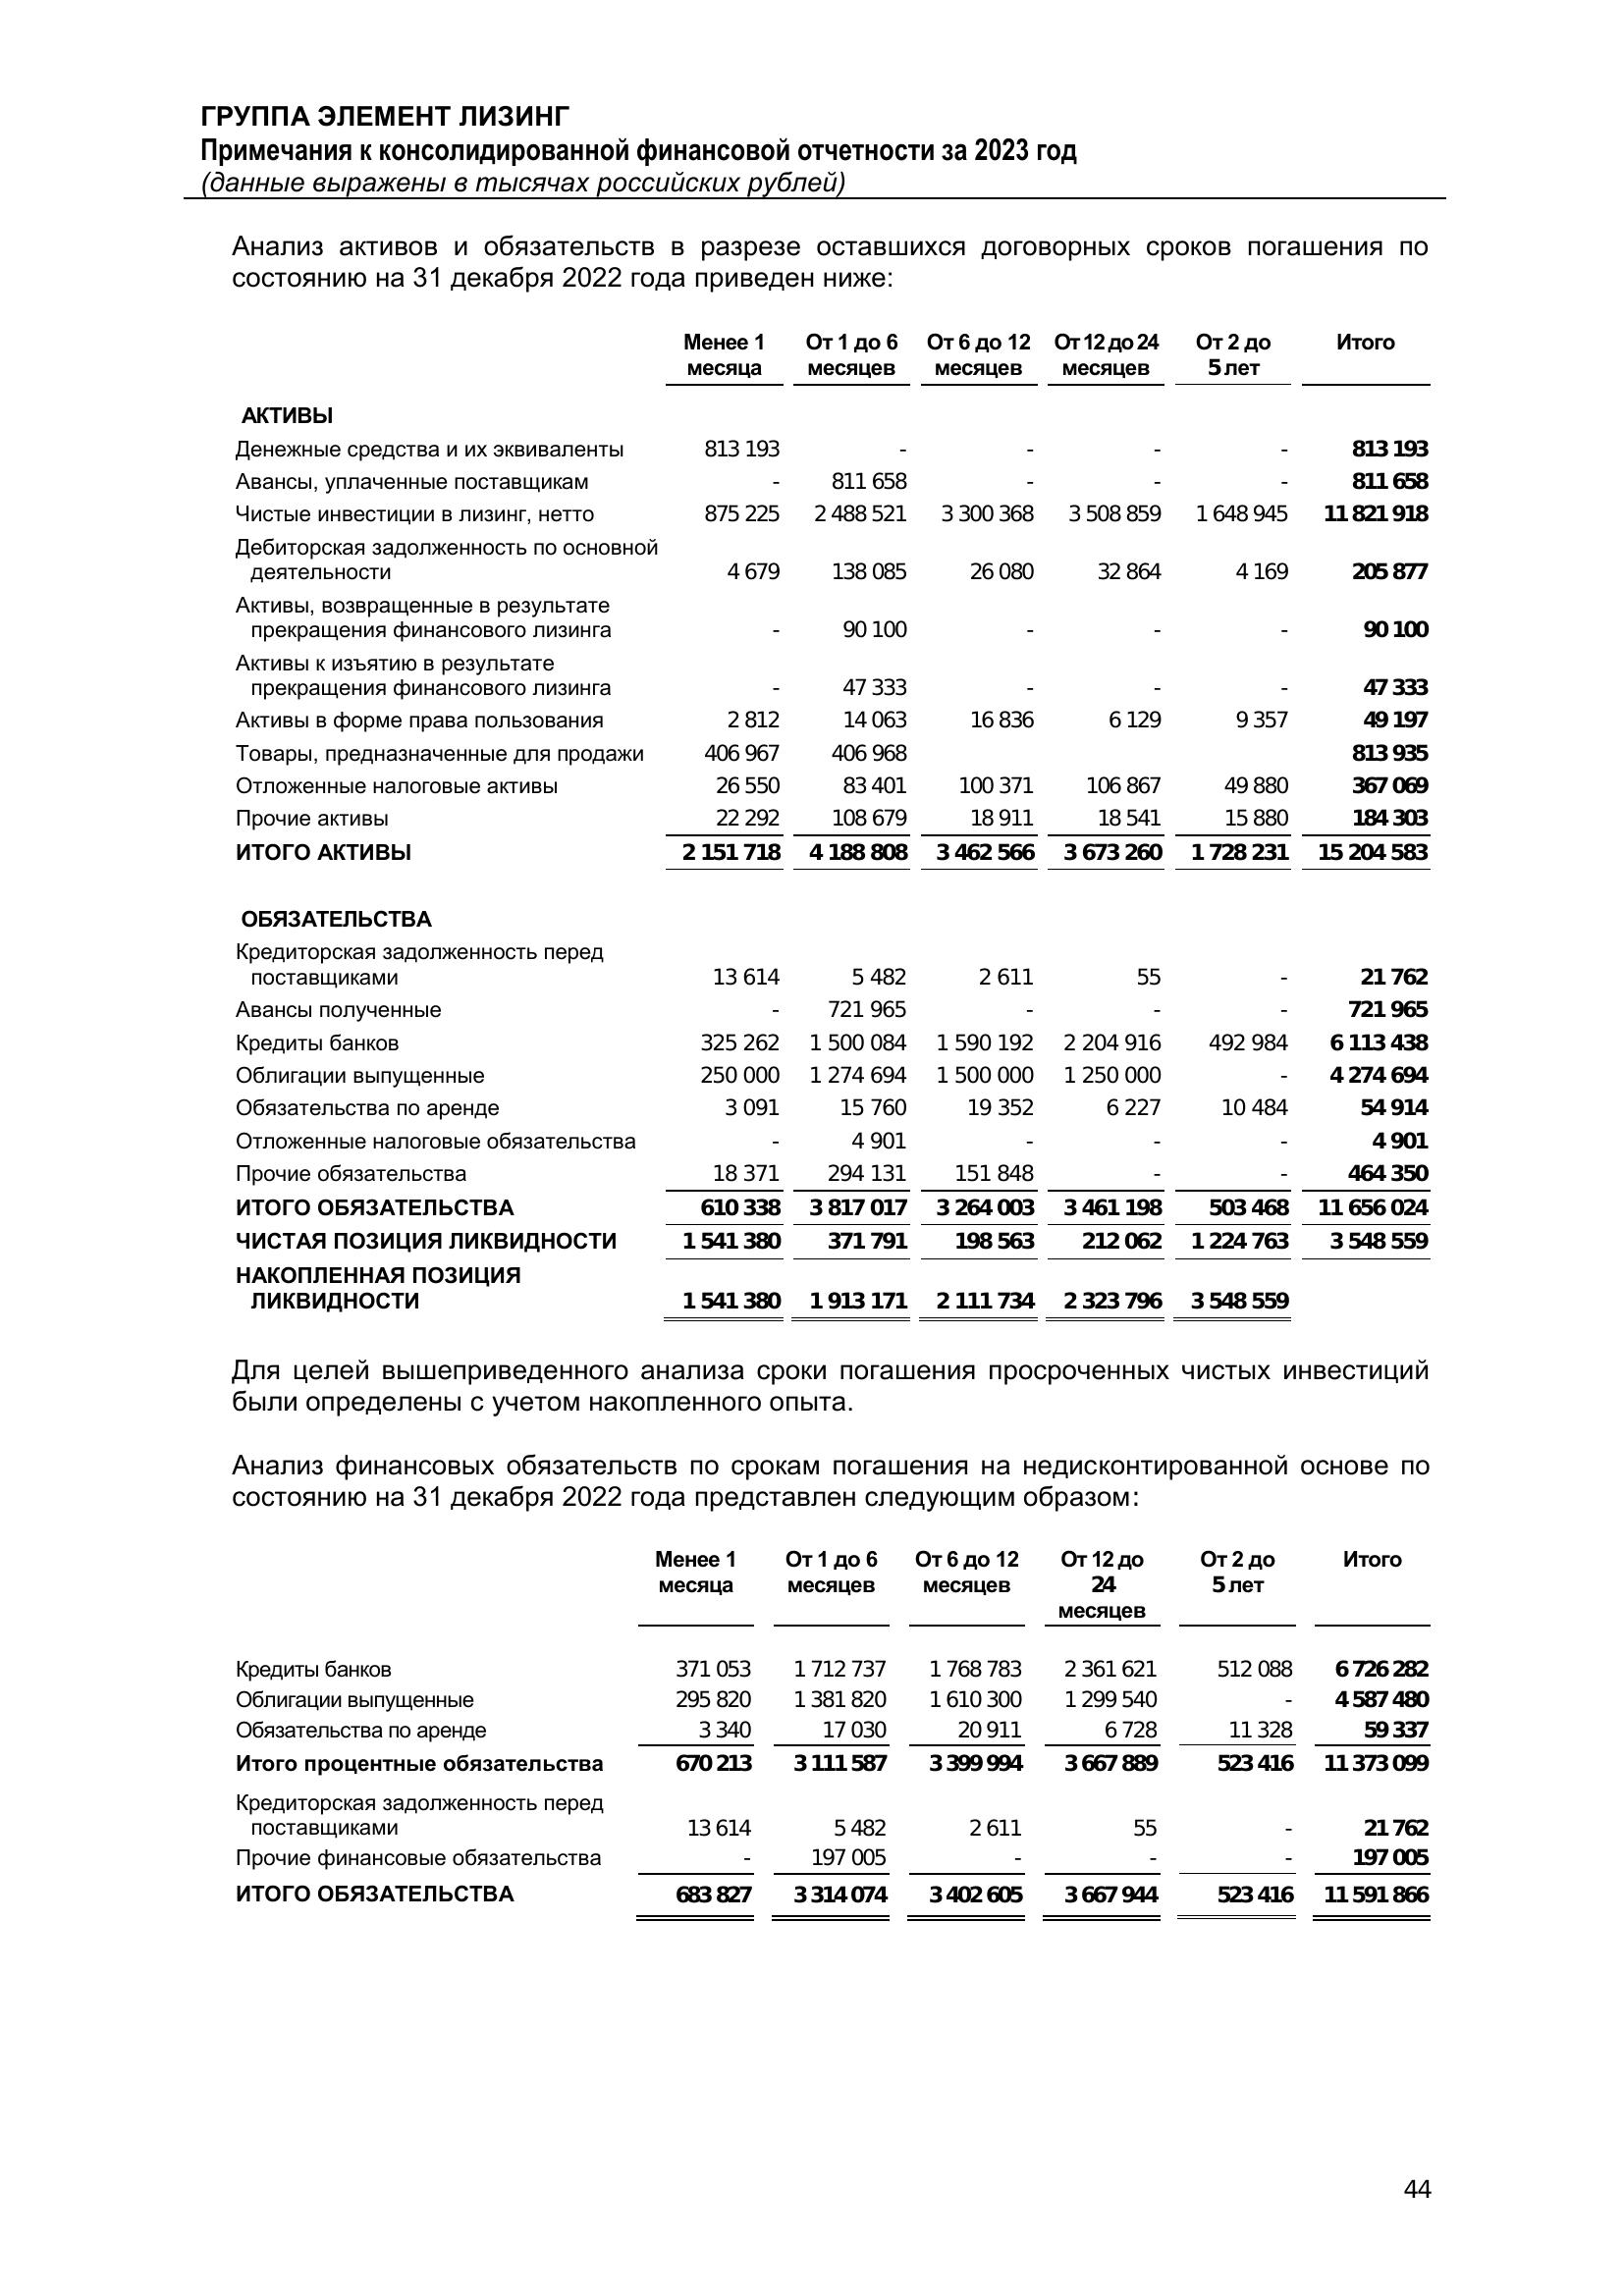 ГРУППА ЭЛЕМЕНТ ЛИЗИНГ
Примечания к консолидированной финансовой отчетности за 2023 год
(данные выражены в тысячах российских рублей)
Анализ активов и обязательств в разрезе оставшихся договорных сроков погашения по
состоянию на 31 декабря 2022 года приведен ниже:
Менее 1 От 1 до 6 От 6 до 12 От 12 до 24 От 2 до Итого
месяца месяцев месяцев месяцев 5 лет
АКТИВЫ
Денежные средства и их эквиваленты 813 193 - - - - 813 193
Авансы, уплаченные поставщикам - 811 658 - - - 811 658
Чистые инвестиции в лизинг, нетто 875 225 2 488 521 3 300 368 3 508 859 1 648 945 11 821 918
Дебиторская задолженность по основной
деятельности 4 679 138 085 26 080 32 864 4 169 205 877
Активы, возвращенные в результате
прекращения финансового лизинга - 90 100 - - - 90 100
Активы к изъятию в результате
прекращения финансового лизинга - 47 333 - - - 47 333
Активы в форме права пользования 2 812 14 063 16 836 6 129 9 357 49 197
Товары, предназначенные для продажи 406 967 406 968 813 935
Отложенные налоговые активы 26 550 83 401 100 371 106 867 49 880 367 069
Прочие активы 22 292 108 679 18 911 18 541 15 880 184 303
ИТОГО АКТИВЫ 2 151 718 4 188 808 3 462 566 3 673 260 1 728 231 15 204 583
ОБЯЗАТЕЛЬСТВА
Кредиторская задолженность перед
поставщиками 13 614 5 482 2 611 55 - 21 762
Авансы полученные - 721 965 - - - 721 965
Кредиты банков 325 262 1 500 084 1 590 192 2 204 916 492 984 6 113 438
Облигации выпущенные 250 000 1 274 694 1 500 000 1 250 000 - 4 274 694
Обязательства по аренде 3 091 15 760 19 352 6 227 10 484 54 914
Отложенные налоговые обязательства - 4 901 - - - 4 901
Прочие обязательства 18 371 294 131 151 848 - - 464 350
ИТОГО ОБЯЗАТЕЛЬСТВА 610 338 3 817 017 3 264 003 3 461 198 503 468 11 656 024
ЧИСТАЯ ПОЗИЦИЯ ЛИКВИДНОСТИ 1 541 380 371 791 198 563 212 062 1 224 763 3 548 559
НАКОПЛЕННАЯ ПОЗИЦИЯ
ЛИКВИДНОСТИ 1 541 380 1 913 171 2 111 734 2 323 796 3 548 559
Для целей вышеприведенного анализа сроки погашения просроченных чистых инвестиций
были определены с учетом накопленного опыта.
Анализ финансовых обязательств по срокам погашения на недисконтированной основе по
состоянию на 31 декабря 2022 года представлен следующим образом:
Менее 1 От 1 до 6 От 6 до 12 От 12 до От 2 до Итого
месяца месяцев месяцев 24 5 лет
месяцев
Кредиты банков 371 053 1 712 737 1 768 783 2 361 621 512 088 6 726 282
Облигации выпущенные 295 820 1 381 820 1 610 300 1 299 540 - 4 587 480
Обязательства по аренде 3 340 17 030 20 911 6 728 11 328 59 337
Итого процентные обязательства 670 213 3 111 587 3 399 994 3 667 889 523 416 11 373 099
Кредиторская задолженность перед
поставщиками 13 614 5 482 2 611 55 - 21 762
Прочие финансовые обязательства - 197 005 - - - 197 005
ИТОГО ОБЯЗАТЕЛЬСТВА 683 827 3 314 074 3 402 605 3 667 944 523 416 11 591 866
44